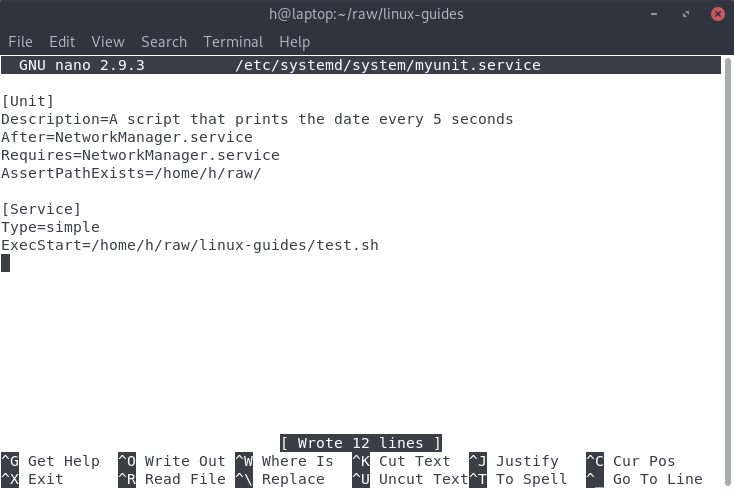 h@laptop:~/raw/linux-guides
File Edit View Search Terminal Help
GNU nano 2.9.3 /etc/systemd/system/myunit.service
[Unit]
Description=A script that prints the date every 5 seconds
After=NetworkManager.service
Requires=NetworkManager.service
AssertPathExists=/home/h/raw/
[Service]
Type=simple
ExecStart=/home/h/raw/linux-guides/test.sh
[ Wrote 12 lines ]
^G Get Help ^O Write Out ^W Where Is ^K Cut Text ^J Justify ^C Cur Pos
^X Exit ^R Read File ^\ Replace ^U Uncut Text ^T To Spell ^_ Go To Line